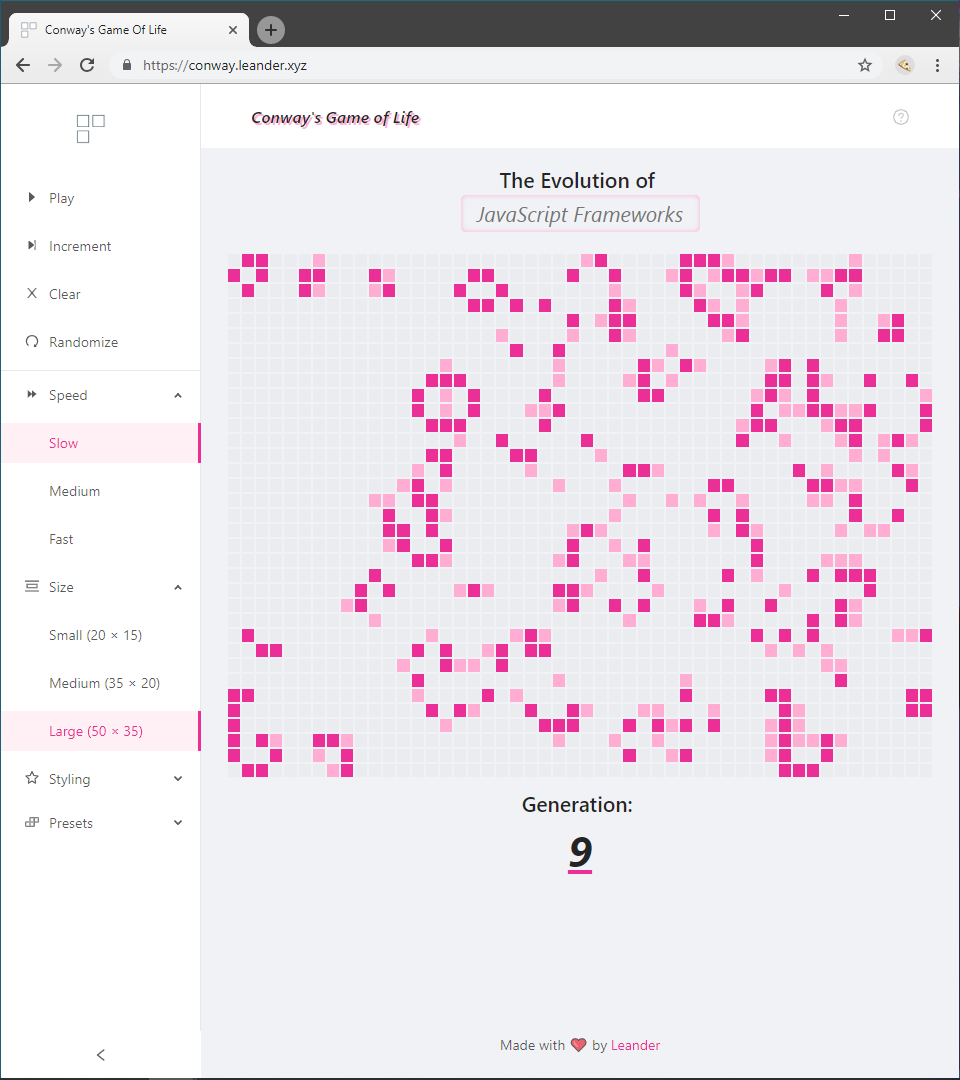 Conway's Game Of Life
https://conway.leander.xyz
Conway's Game of Life
Play
Increment
Clear
Randomize
Speed
Slow
Medium
Fast
Size
Small (20 × 15)
Medium (35 × 20)
Large (50 × 35)
Styling
Presets
The Evolution of
JavaScript Frameworks
Generation:
9
Made with ❤ by Leander